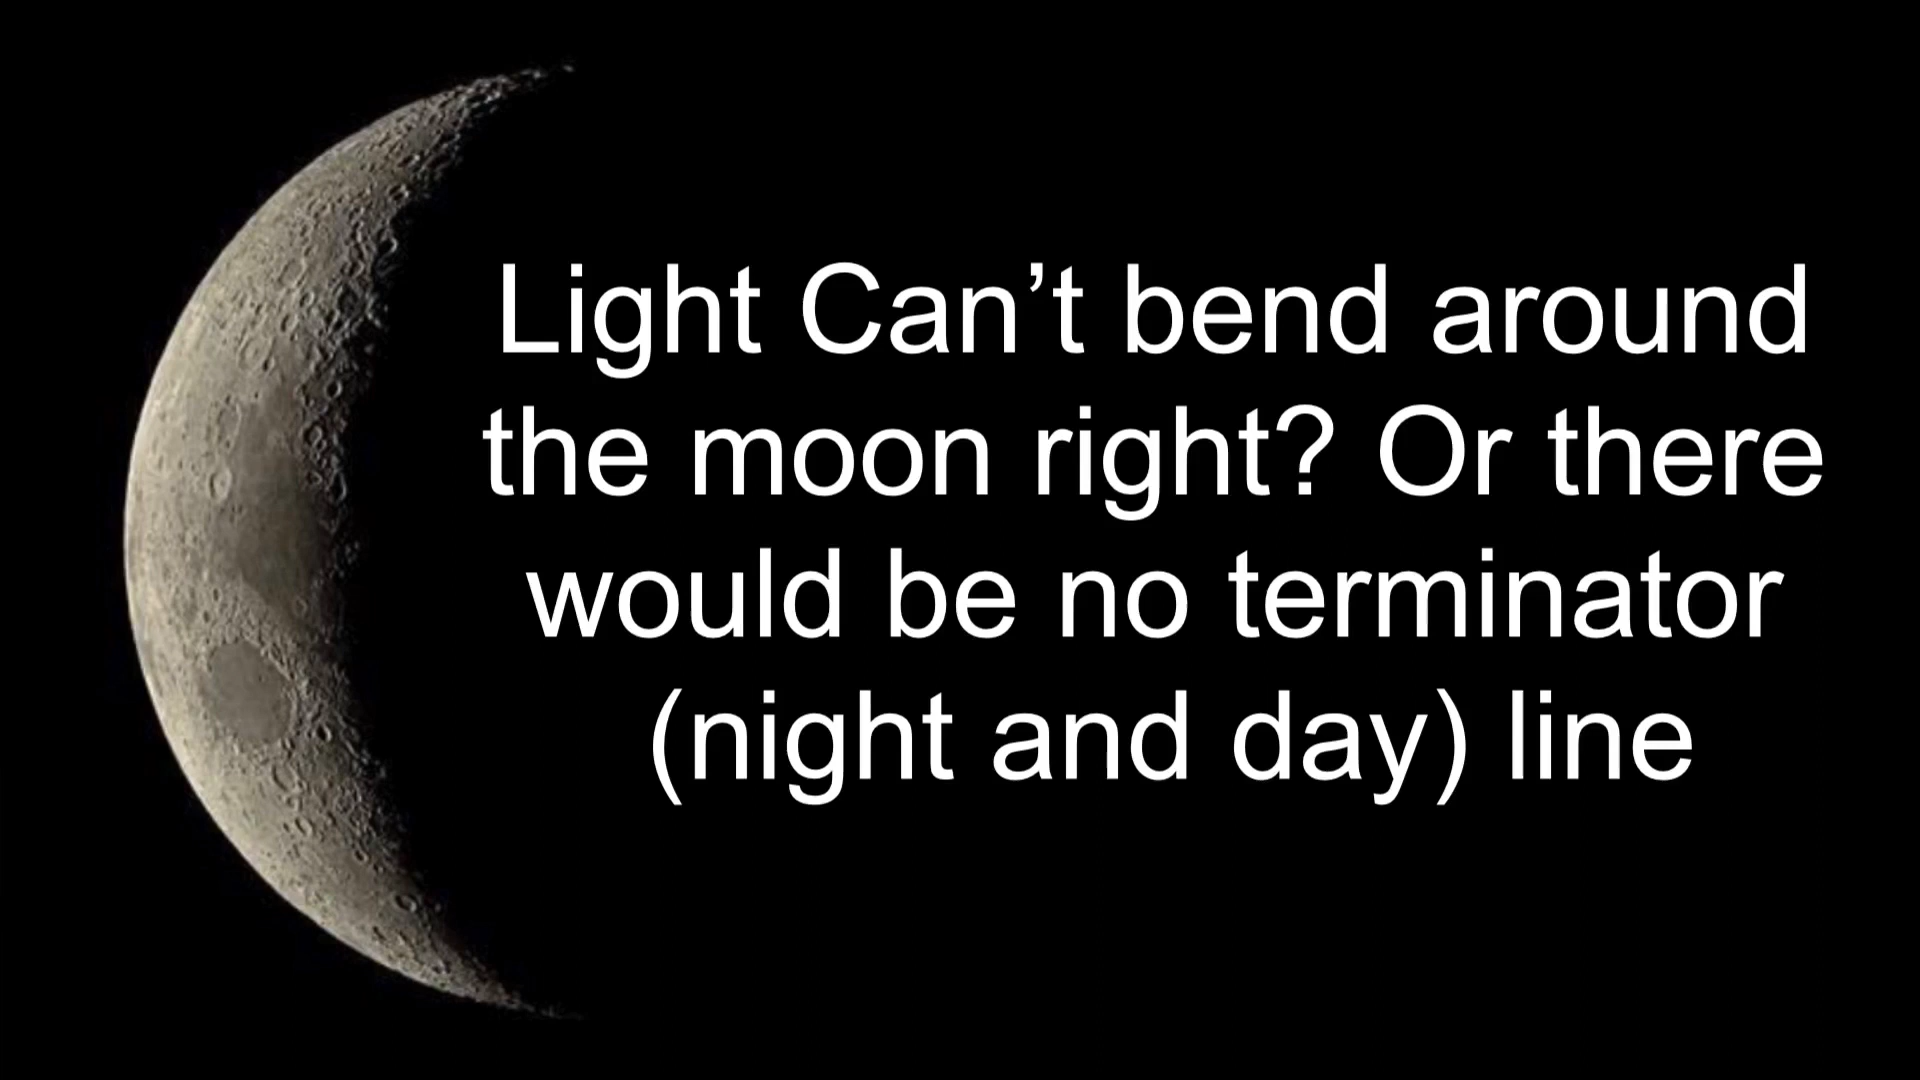 Light Can’t bend around
the moon right? Or there
would be no terminator
(night and day) line